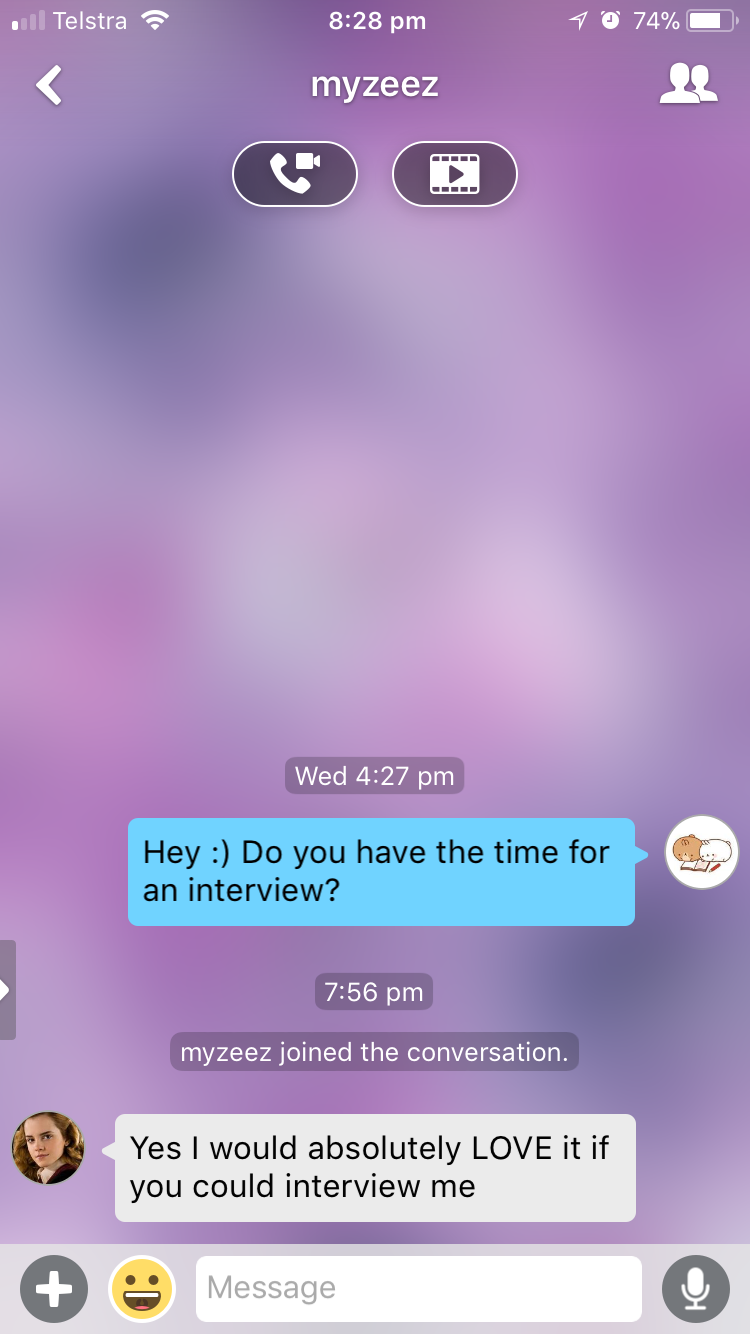 Telstra 8:28 pm 74%
myzeez
Wed 4:27 pm
Hey :) Do you have the time for
an interview?
7:56 pm
myzeez joined the conversation.
Yes I would absolutely LOVE it if
you could interview me
Message